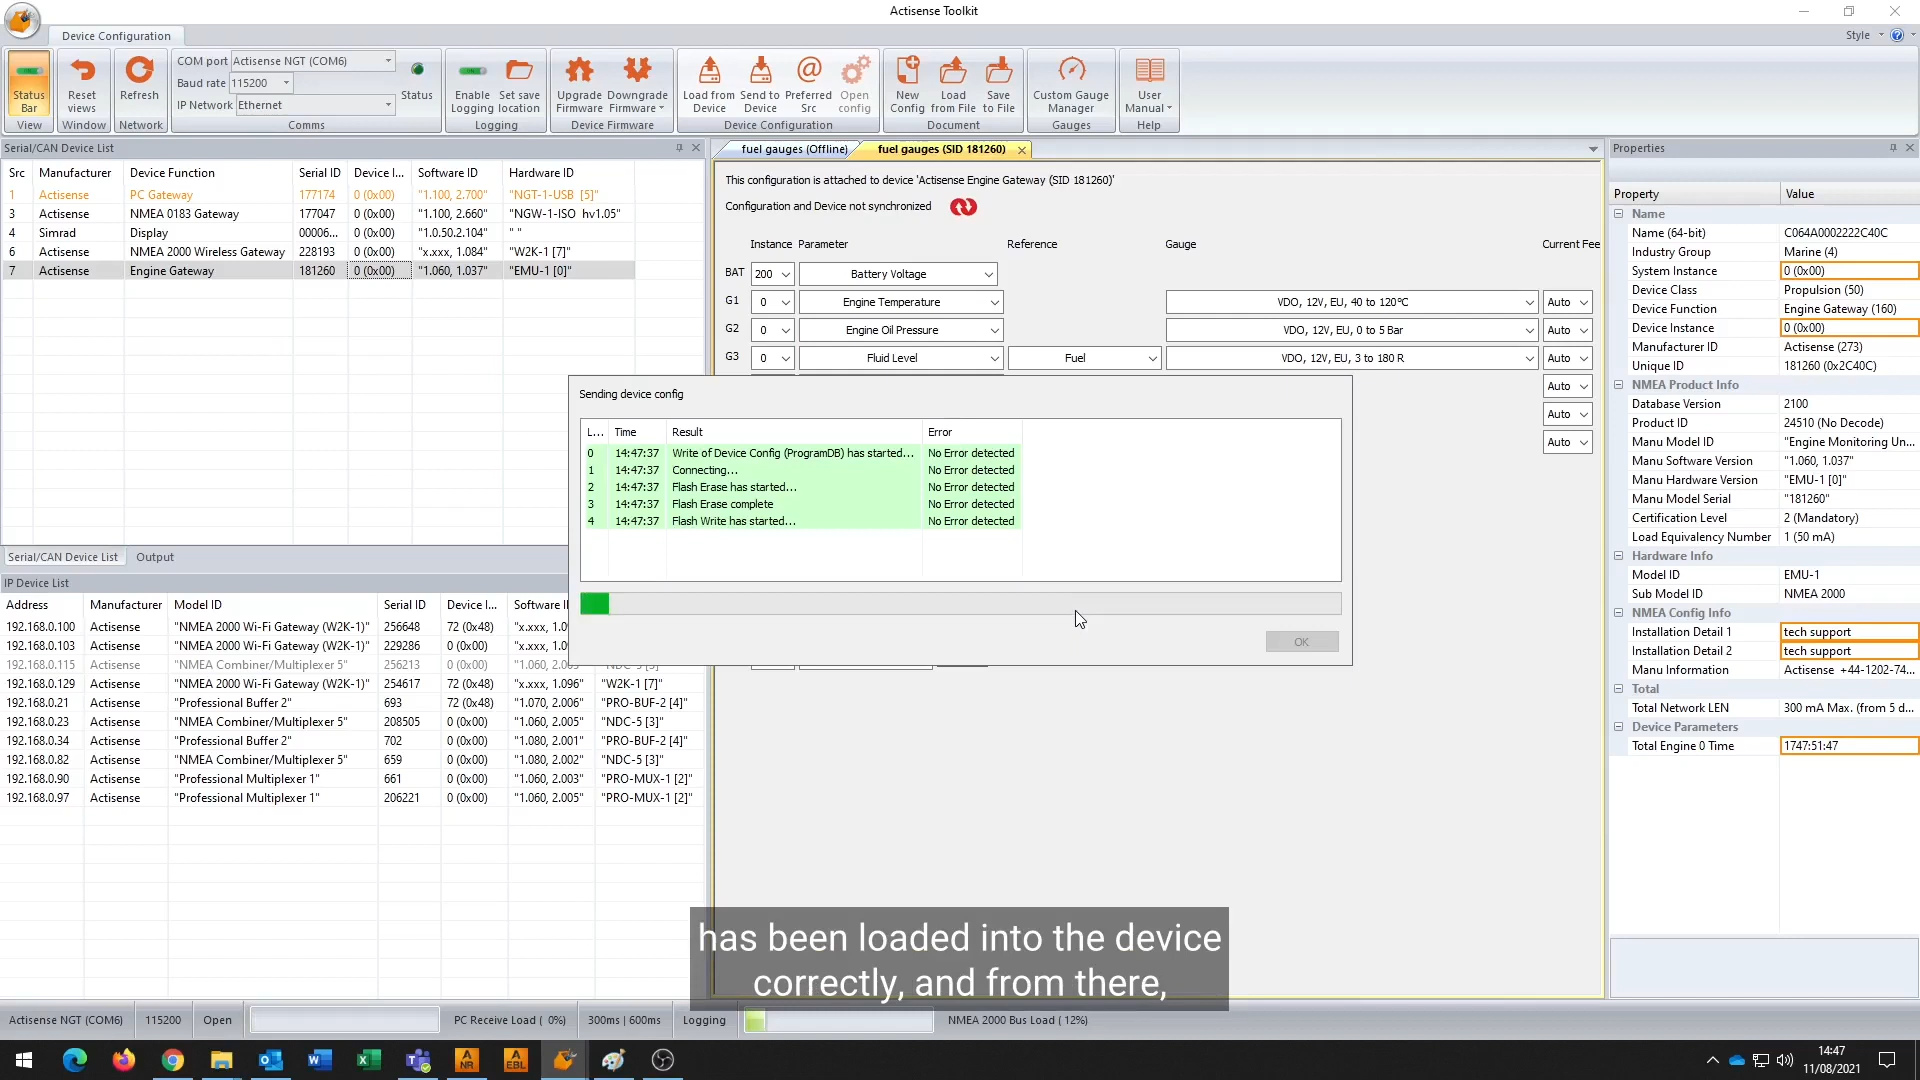 Actisense Toolkit
Device Configuration
Style
Status Bar
View
Reset views
Window
Refresh
Network
COM port Actisense NGT (COM6)
Baud rate 115200
IP Network Ethernet
Status
Comms
Enable Logging
Set save location
Logging
Upgrade Firmware
Downgrade Firmware
Device Firmware
Load from Device
Send to Device
Preferred Src
Open config
Device Configuration
New Config
Load from File
Save to File
Document
Custom Gauge Manager
Gauges
User Manual
Help
Serial/CAN Device List
Src Manufacturer Device Function Serial ID Device I... Software ID Hardware ID
1 Actisense PC Gateway 177174 0 (0x00) "1.100, 2.700" "NGT-1-USB [5]"
3 Actisense NMEA 0183 Gateway 177047 0 (0x00) "1.100, 2.660" "NGW-1-ISO hv1.05"
4 Simrad Display 00006... 0 (0x00) "1.0.50.2.104" " "
6 Actisense NMEA 2000 Wireless Gateway 228193 0 (0x00) "x.xxx, 1.084" "W2K-1 [7]"
7 Actisense Engine Gateway 181260 0 (0x00) "1.060, 1.037" "EMU-1 [0]"
Serial/CAN Device List Output
IP Device List
Address Manufacturer Model ID Serial ID Device I... Software I
192.168.0.100 Actisense "NMEA 2000 Wi-Fi Gateway (W2K-1)" 256648 72 (0x48) "x.xxx, 1.0
192.168.0.103 Actisense "NMEA 2000 Wi-Fi Gateway (W2K-1)" 229286 0 (0x00) "x.xxx, 1.0
192.168.0.115 Actisense "NMEA Combiner/Multiplexer 5" 256213 0 (0x00) "1.060, 2.005" "NDC-5 [3]"
192.168.0.129 Actisense "NMEA 2000 Wi-Fi Gateway (W2K-1)" 254617 72 (0x48) "x.xxx, 1.096" "W2K-1 [7]"
192.168.0.21 Actisense "Professional Buffer 2" 693 72 (0x48) "1.070, 2.006" "PRO-BUF-2 [4]"
192.168.0.23 Actisense "NMEA Combiner/Multiplexer 5" 208505 0 (0x00) "1.060, 2.005" "NDC-5 [3]"
192.168.0.34 Actisense "Professional Buffer 2" 702 0 (0x00) "1.080, 2.001" "PRO-BUF-2 [4]"
192.168.0.82 Actisense "NMEA Combiner/Multiplexer 5" 659 0 (0x00) "1.080, 2.002" "NDC-5 [3]"
192.168.0.90 Actisense "Professional Multiplexer 1" 661 0 (0x00) "1.060, 2.003" "PRO-MUX-1 [2]"
192.168.0.97 Actisense "Professional Multiplexer 1" 206221 0 (0x00) "1.060, 2.005" "PRO-MUX-1 [2]"
fuel gauges (Offline) fuel gauges (SID 181260)
This configuration is attached to device 'Actisense Engine Gateway (SID 181260)'
Configuration and Device not synchronized
Instance Parameter Reference Gauge Current Fee
BAT 200 Battery Voltage
G1 0 Engine Temperature VDO, 12V, EU, 40 to 120°C Auto
G2 0 Engine Oil Pressure VDO, 12V, EU, 0 to 5 Bar Auto
G3 0 Fluid Level Fuel VDO, 12V, EU, 3 to 180 R Auto
Auto
Auto
Auto
Sending device config
L... Time Result Error
0 14:47:37 Write of Device Config (ProgramDB) has started... No Error detected
1 14:47:37 Connecting... No Error detected
2 14:47:37 Flash Erase has started... No Error detected
3 14:47:37 Flash Erase complete No Error detected
4 14:47:37 Flash Write has started... No Error detected
OK
Properties
Property Value
Name
Name (64-bit) C064A0002222C40C
Industry Group Marine (4)
System Instance 0 (0x00)
Device Class Propulsion (50)
Device Function Engine Gateway (160)
Device Instance 0 (0x00)
Manufacturer ID Actisense (273)
Unique ID 181260 (0x2C40C)
NMEA Product Info
Database Version 2100
Product ID 24510 (No Decode)
Manu Model ID "Engine Monitoring Un...
Manu Software Version "1.060, 1.037"
Manu Hardware Version "EMU-1 [0]"
Manu Model Serial "181260"
Certification Level 2 (Mandatory)
Load Equivalency Number 1 (50 mA)
Hardware Info
Model ID EMU-1
Sub Model ID NMEA 2000
NMEA Config Info
Installation Detail 1 tech support
Installation Detail 2 tech support
Manu Information Actisense +44-1202-74...
Total
Total Network LEN 300 mA Max. (from 5 d...
Device Parameters
Total Engine 0 Time 1747:51:47
has been loaded into the device
correctly, and from there,
Actisense NGT (COM6) 115200 Open PC Receive Load ( 0%) 300ms | 600ms Logging NMEA 2000 Bus Load ( 12%)
A NR
A EBL
14:47
11/08/2021